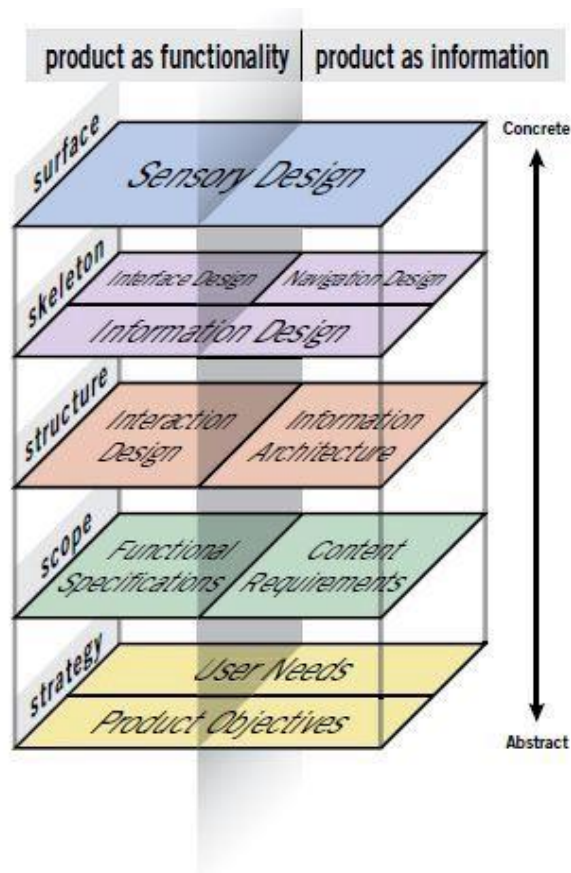 product as functionality
product as information
surface
Concrete
Sensory Design
skeleton
Interface Design
Navigation Design
Information Design
structure
Interaction
Design
Information
Architecture
scope
Functional
Specifications
Content
Requirements
strategy
User Needs
Product Objectives
Abstract